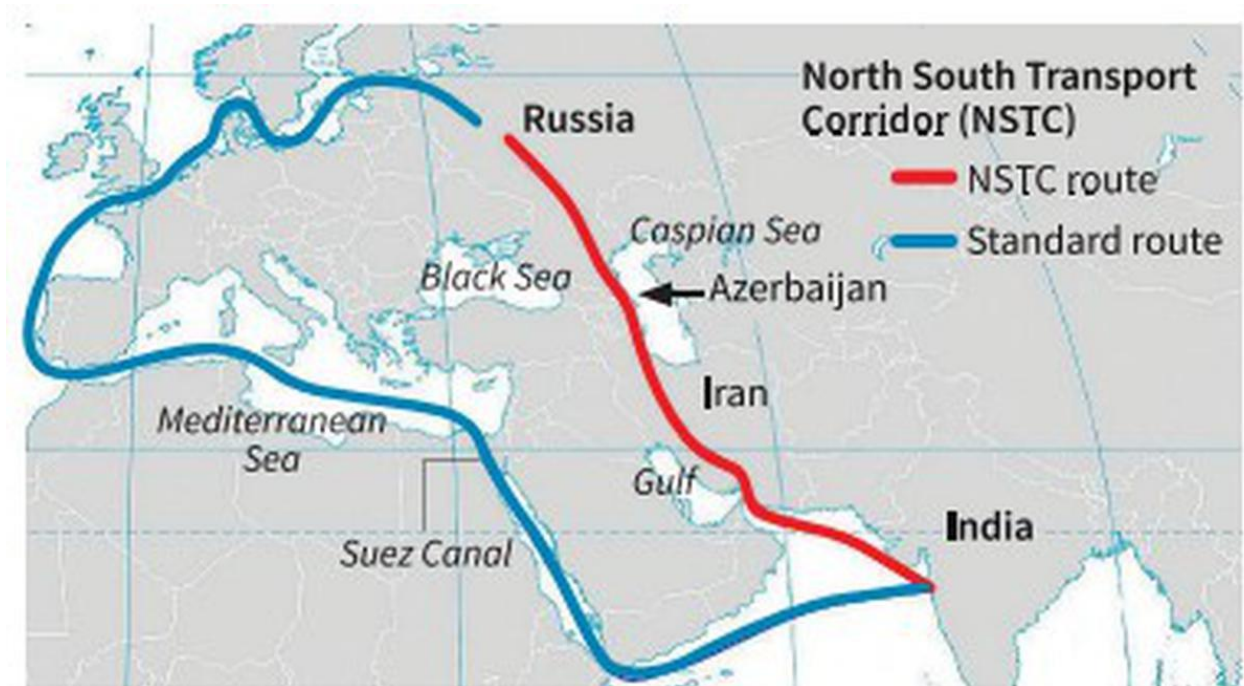 North South Transport
Corridor (NSTC)
NSTC route
Standard route
Russia
Caspian Sea
Black Sea
Azerbaijan
Iran
Mediterranean
Sea
Gulf
India
Suez Canal